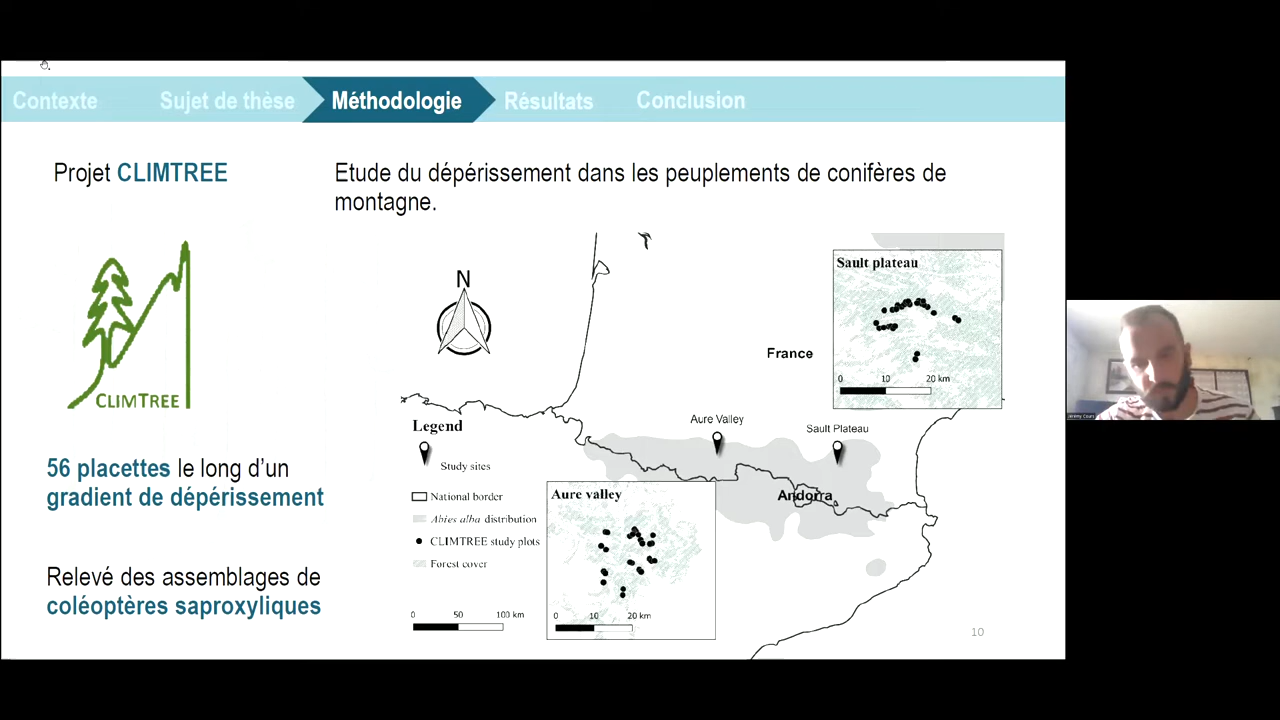 Contexte
Sujet de thèse
Méthodologie
Résultats
Conclusion
Projet CLIMTREE
Etude du dépérissement dans les peuplements de conifères de
montagne.
CLIMTREE
56 placettes le long d'un
gradient de dépérissement
Relevé des assemblages de
coléoptères saproxyliques
N
France
Sault plateau
0 10 20 km
Aure Valley
Sault Plateau
Andorra
Legend
Study sites
National border
Abies alba distribution
CLIMTREE study plots
Forest cover
0 50 100 km
Aure valley
0 10 20 km
10
Jeremy Cours